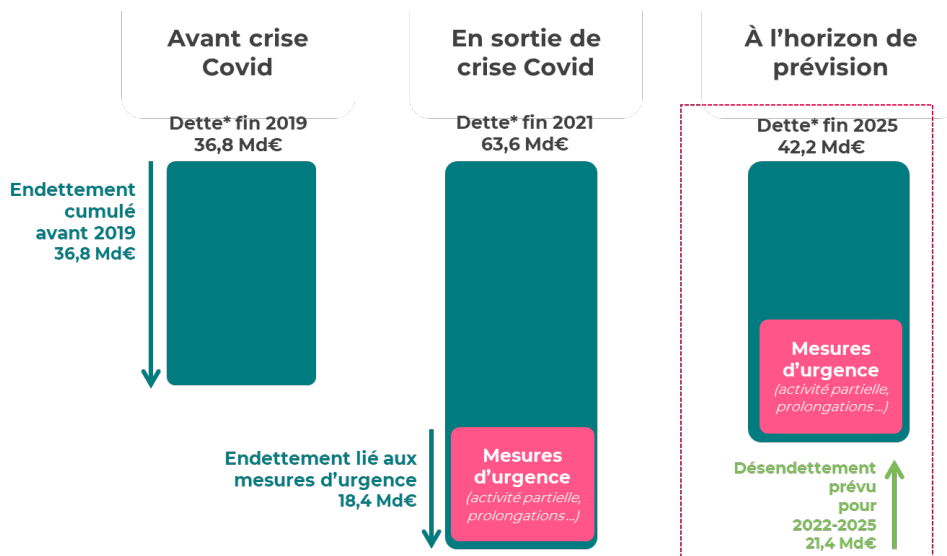 Avant crise
Covid
Dette* fin 2019
36,8 Md€
Endettement
cumulé
avant 2019
36,8 Md€
En sortie de
crise Covid
Dette* fin 2021
63,6 Md€
Endettement lié aux
mesures d’urgence
18,4 Md€
Mesures
d’urgence
(activité partielle,
prolongations…)
À l’horizon de
prévision
Dette* fin 2025
42,2 Md€
Mesures
d’urgence
(activité partielle,
prolongations…)
Désendettement
prévu
pour
2022-2025
21,4 Md€